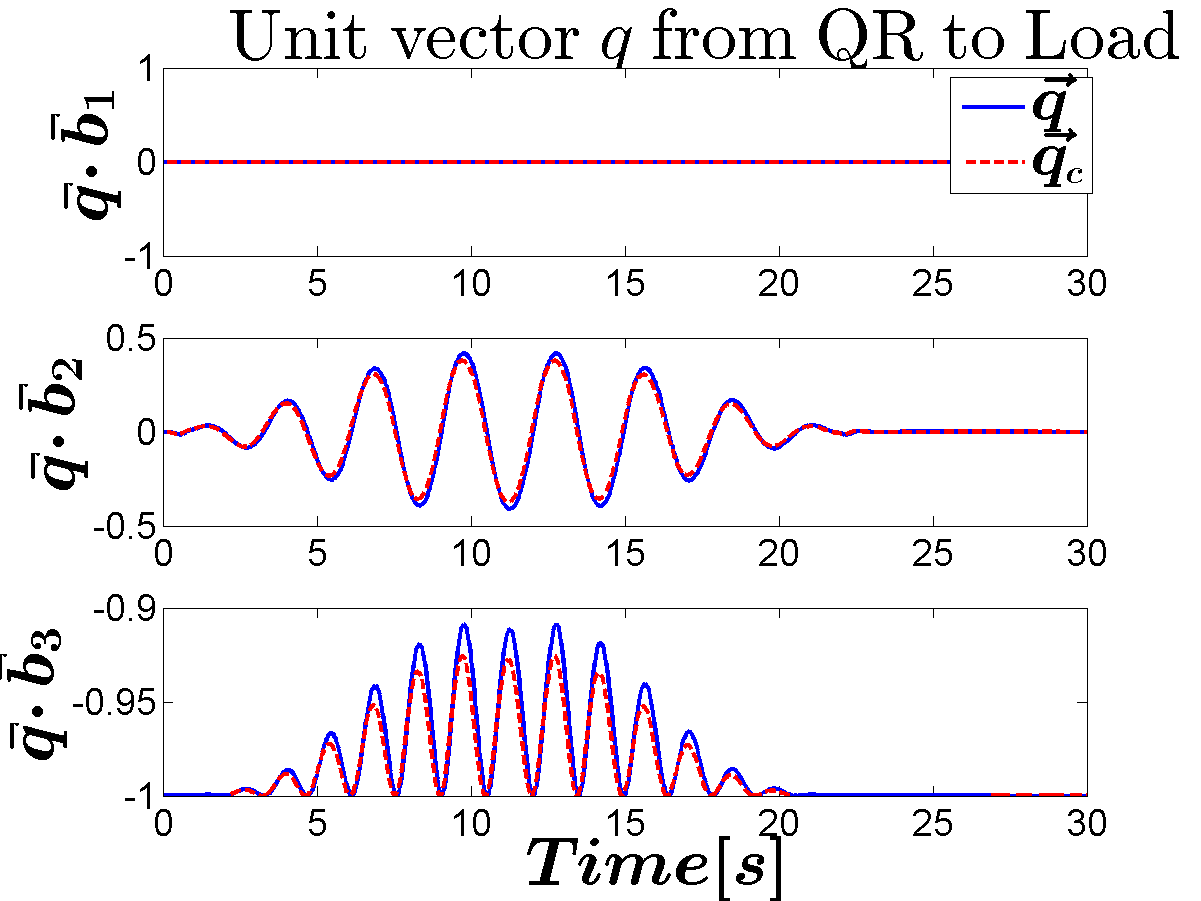 Unit vector q from QR to Load
1
0
-1
q̄ · b̄₁
q⃗
q⃗c
0 5 10 15 20 25 30
0.5
0
-0.5
q̄ · b̄₂
0 5 10 15 20 25 30
-0.9
-0.95
-1
q̄ · b̄₃
0 5 10 15 20 25 30
Time[s]